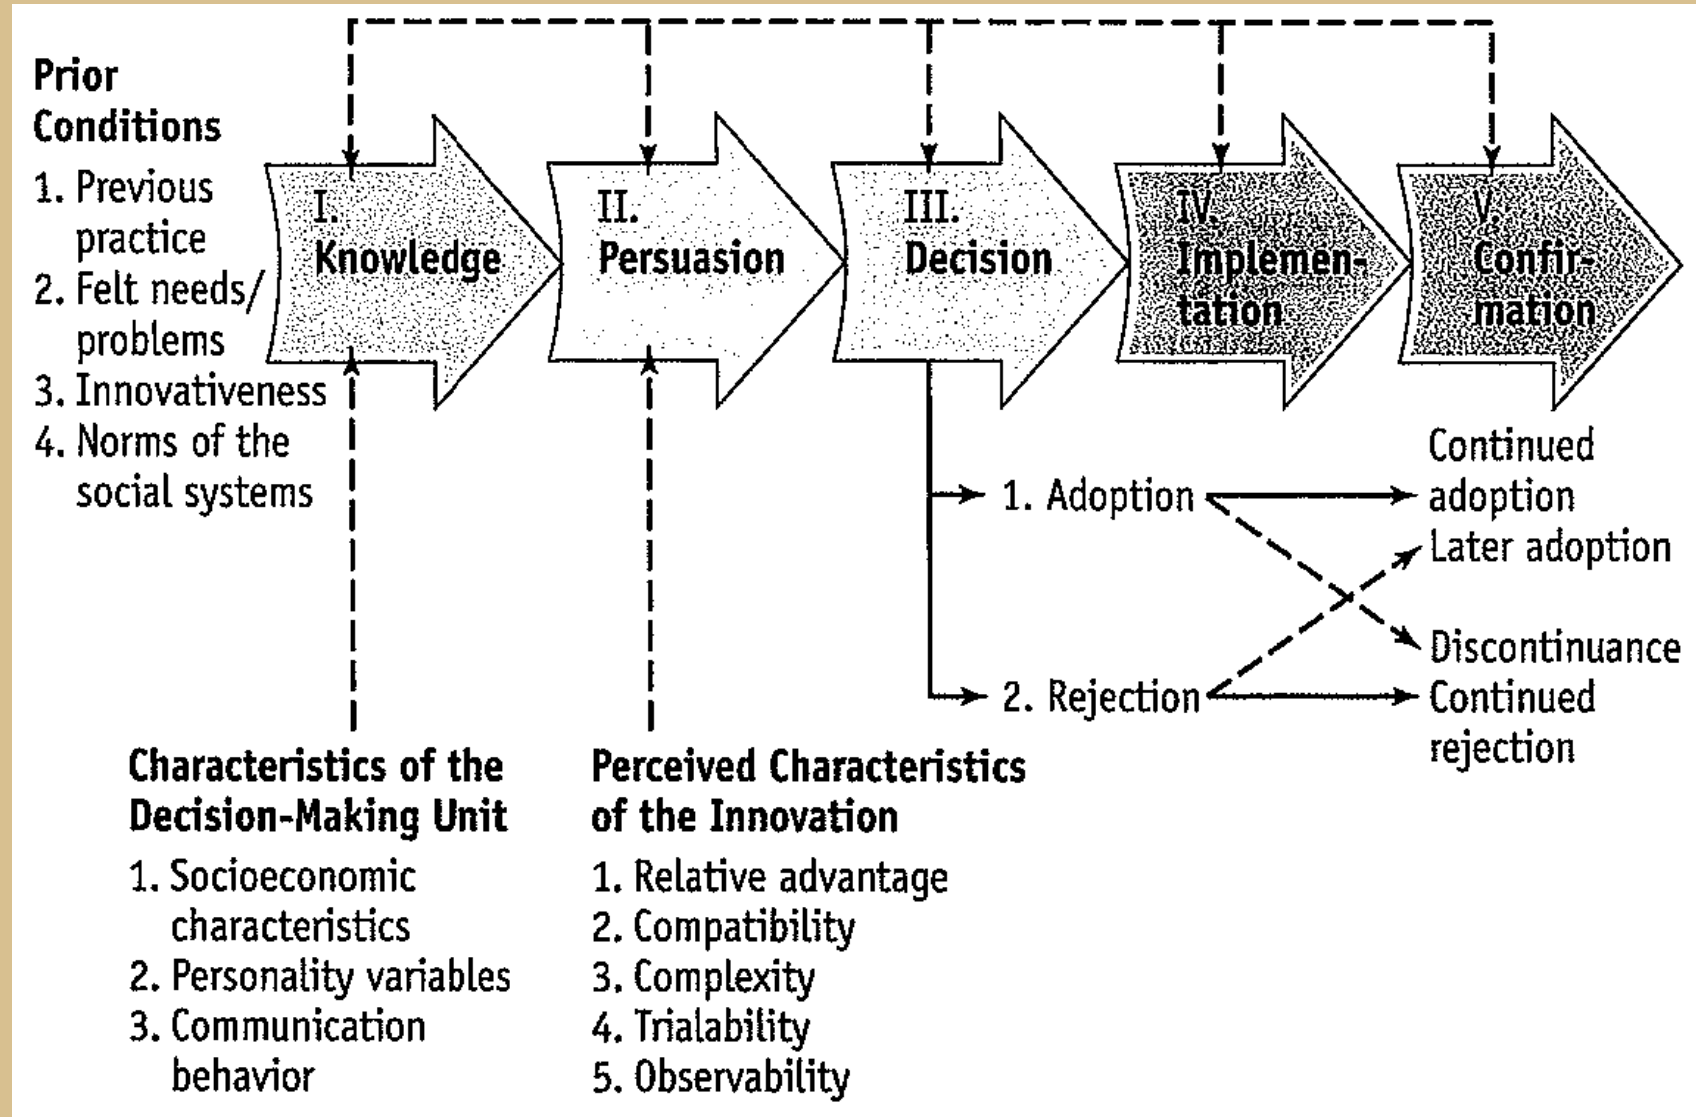 Prior
Conditions
1. Previous
practice
2. Felt needs/
problems
3. Innovativeness
4. Norms of the
social systems
I.
Knowledge
II.
Persuasion
III.
Decision
IV.
Implemen-
tation
V.
Confir-
mation
1. Adoption
2. Rejection
Continued
adoption
Later adoption
Discontinuance
Continued
rejection
Characteristics of the
Decision-Making Unit
1. Socioeconomic
characteristics
2. Personality variables
3. Communication
behavior
Perceived Characteristics
of the Innovation
1. Relative advantage
2. Compatibility
3. Complexity
4. Trialability
5. Observability